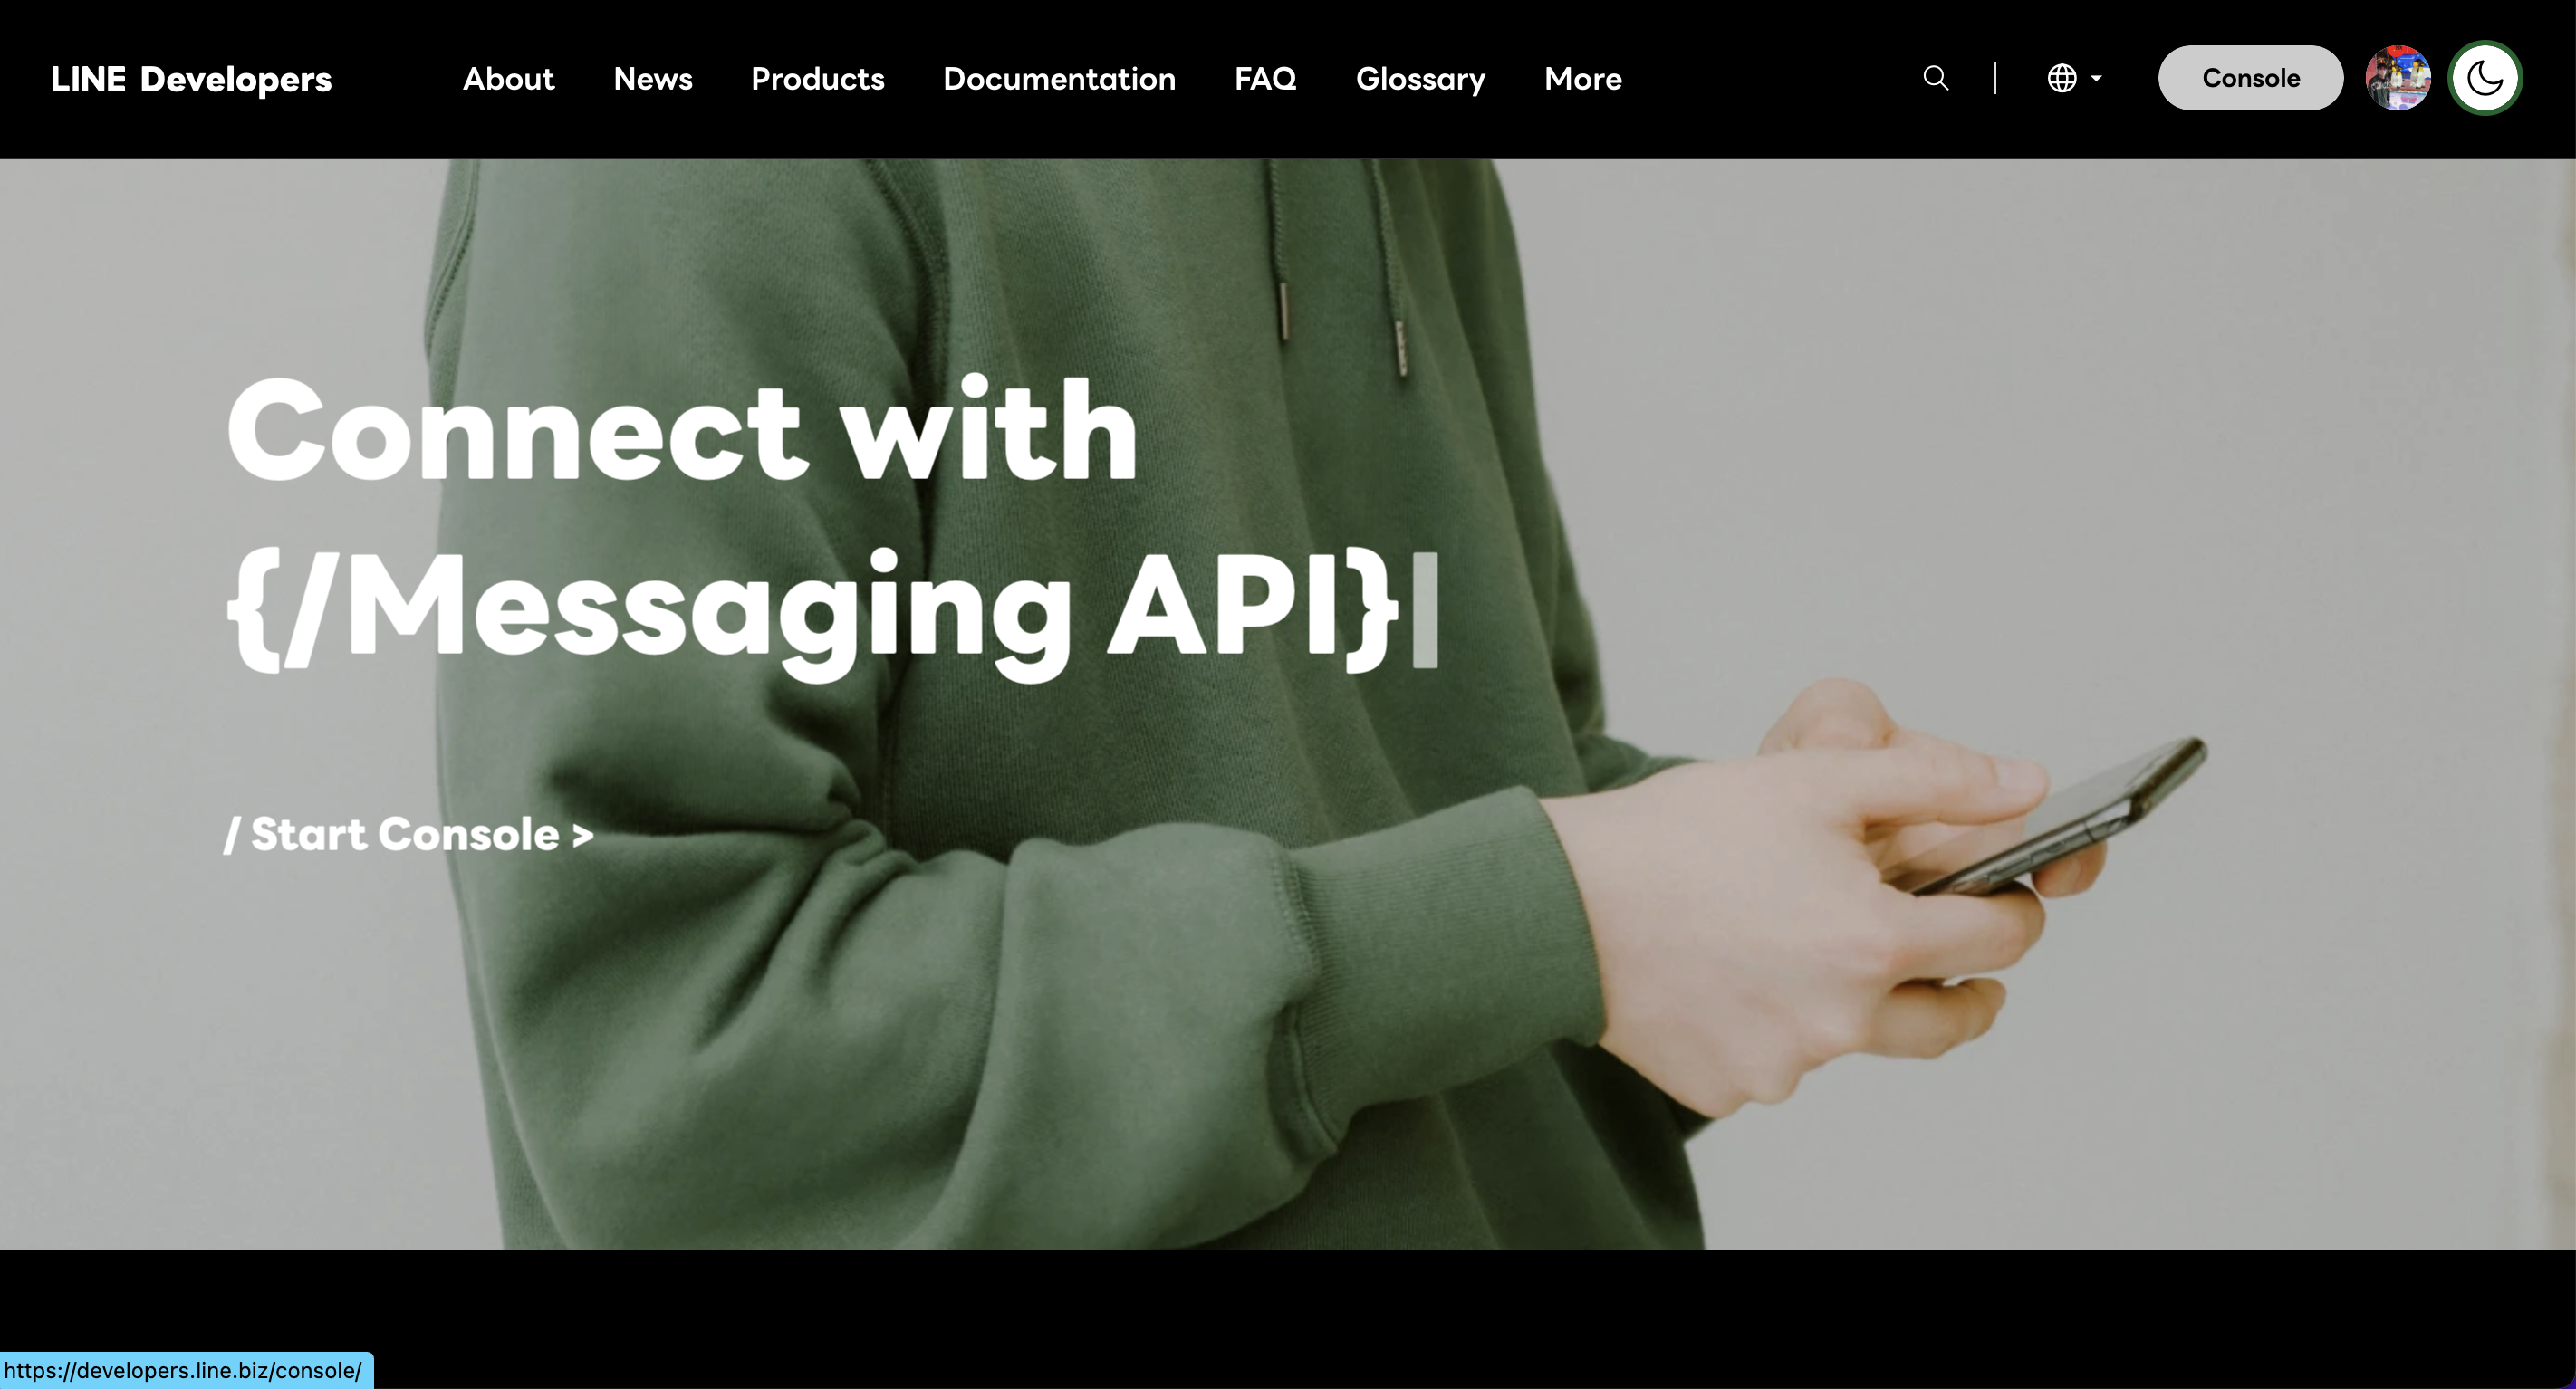 LINE Developers
About News Products Documentation FAQ Glossary More
Console
Connect with
{/Messaging API}|
/ Start Console >
https://developers.line.biz/console/